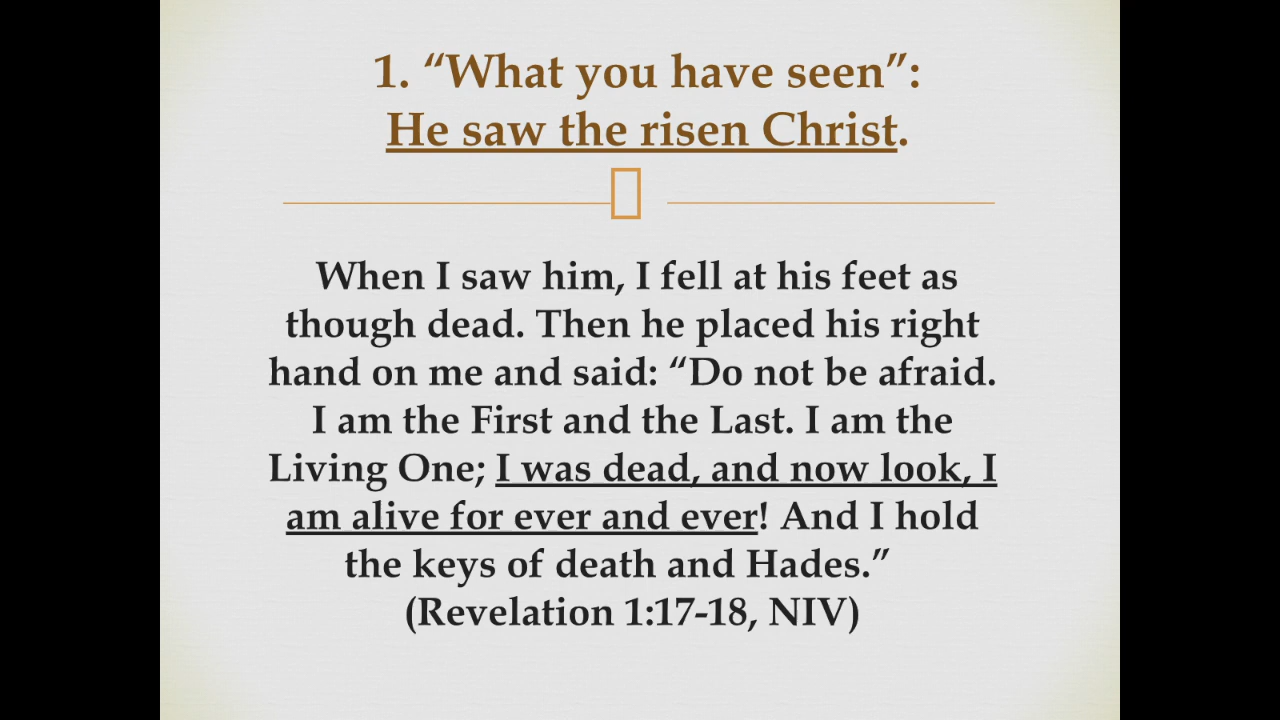 1. “What you have seen”:
He saw the risen Christ.
When I saw him, I fell at his feet as
though dead. Then he placed his right
hand on me and said: “Do not be afraid.
I am the First and the Last. I am the
Living One; I was dead, and now look, I
am alive for ever and ever! And I hold
the keys of death and Hades.”
(Revelation 1:17-18, NIV)